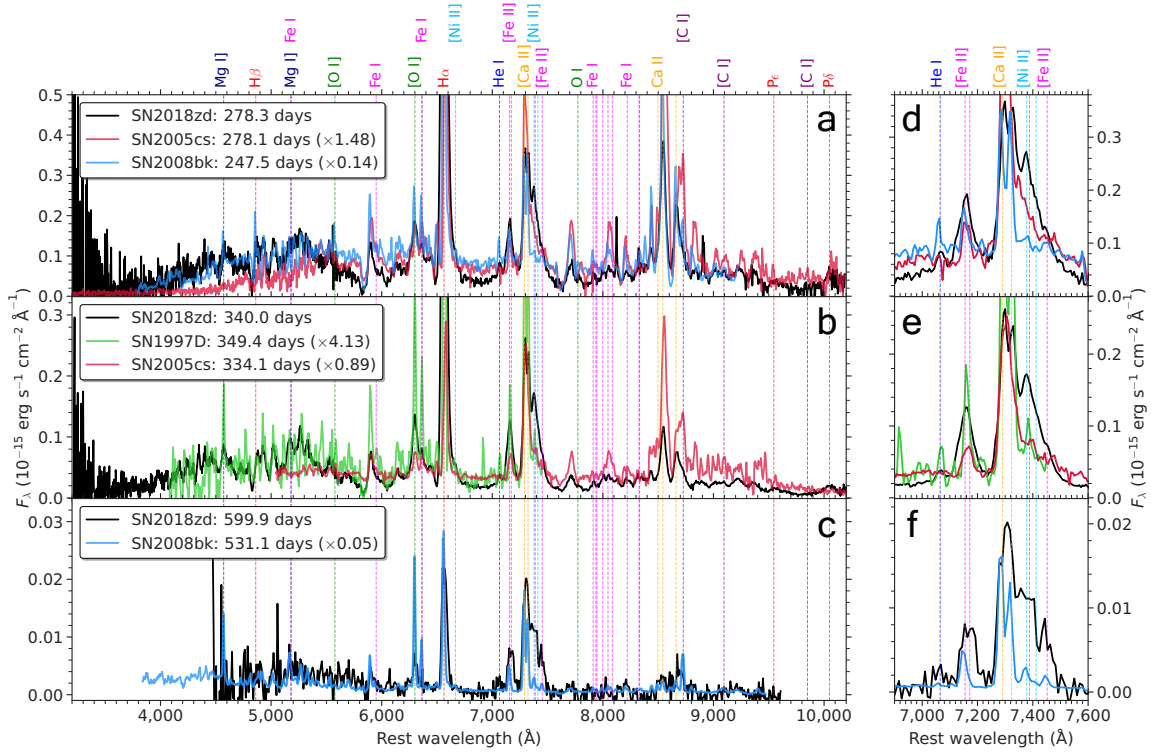 Mg I]
Hβ
Mg I]
Fe I
[O I]
Fe I
[O I]
Fe I
Hα
[Ni II]
He I
[Fe II]
[Ca II]
[Ni II]
[Fe II]
O I
Fe I
Fe I
Ca II
[C I]
[C I]
Pϵ
[C I]
Pδ
He I
[Fe II]
[Ca II]
[Ni II]
[Fe II]
0.5
0.4
0.3
0.2
0.1
0.0
SN2018zd: 278.3 days
SN2005cs: 278.1 days (×1.48)
SN2008bk: 247.5 days (×0.14)
a
d
0.3
0.2
0.1
0.0
0.3
0.2
0.1
0.0
SN2018zd: 340.0 days
SN1997D: 349.4 days (×4.13)
SN2005cs: 334.1 days (×0.89)
b
e
0.2
0.1
0.0
0.03
0.02
0.01
0.00
SN2018zd: 599.9 days
SN2008bk: 531.1 days (×0.05)
c
f
0.02
0.01
0.00
Fλ (10⁻¹⁵ erg s⁻¹ cm⁻² Å⁻¹)
Fλ (10⁻¹⁵ erg s⁻¹ cm⁻² Å⁻¹)
4,000 5,000 6,000 7,000 8,000 9,000 10,000
Rest wavelength (Å)
7,000 7,200 7,400 7,600
Rest wavelength (Å)